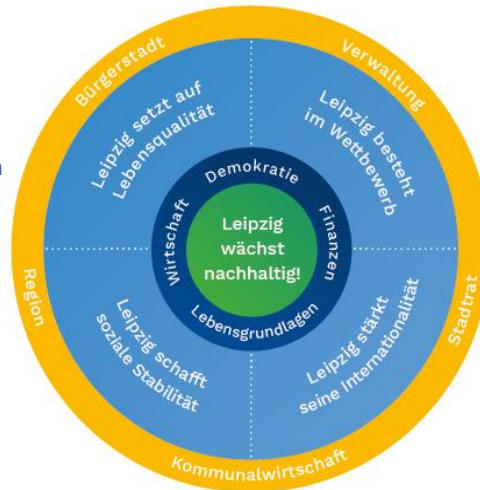 Bürgerstadt
Verwaltung
Leipzig setzt auf
Lebensqualität
Leipzig besteht
im Wettbewerb
Demokratie
Wirtschaft
Finanzen
Leipzig
wächst
nachhaltig!
Lebensgrundlagen
Region
Stadtrat
Leipzig schafft
soziale Stabilität
Leipzig stärkt
seine Internationalität
Kommunalwirtschaft